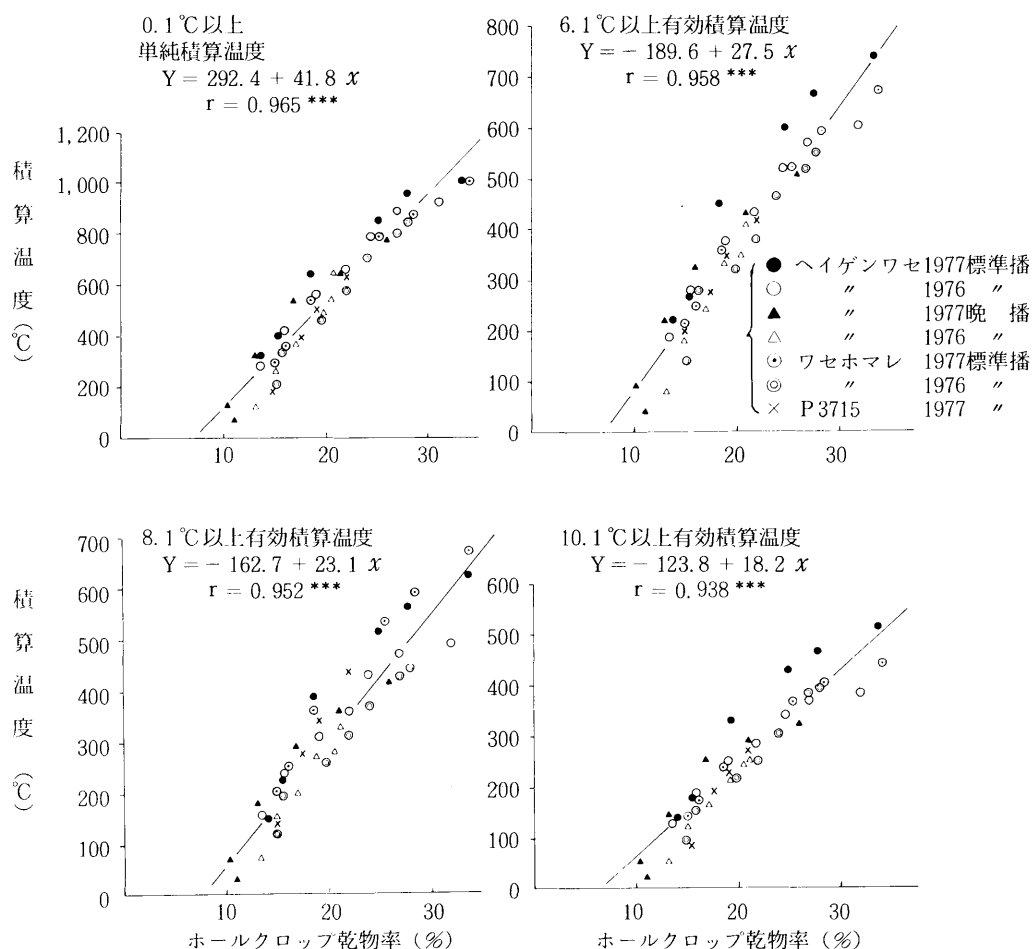 0.1℃以上
単純積算温度
Y = 292.4 + 41.8 x
r = 0.965 ***
積算温度(℃)
1,200
1,000
800
600
400
200
0
10
20
30
6.1℃以上有効積算温度
Y = − 189.6 + 27.5 x
r = 0.958 ***
800
700
600
500
400
300
200
100
0
10
20
30
● ヘイゲンワセ1977標準播
○ 〃 1976 〃
▲ 〃 1977晩 播
△ 〃 1976 〃
⊙ ワセホマレ 1977標準播
◎ 〃 1976 〃
× P3715 1977 〃
8.1℃以上有効積算温度
Y = − 162.7 + 23.1 x
r = 0.952 ***
積算温度(℃)
700
600
500
400
300
200
100
0
10
20
30
ホールクロップ乾物率(%)
10.1℃以上有効積算温度
Y = − 123.8 + 18.2 x
r = 0.938 ***
600
500
400
300
200
100
0
10
20
30
ホールクロップ乾物率(%)